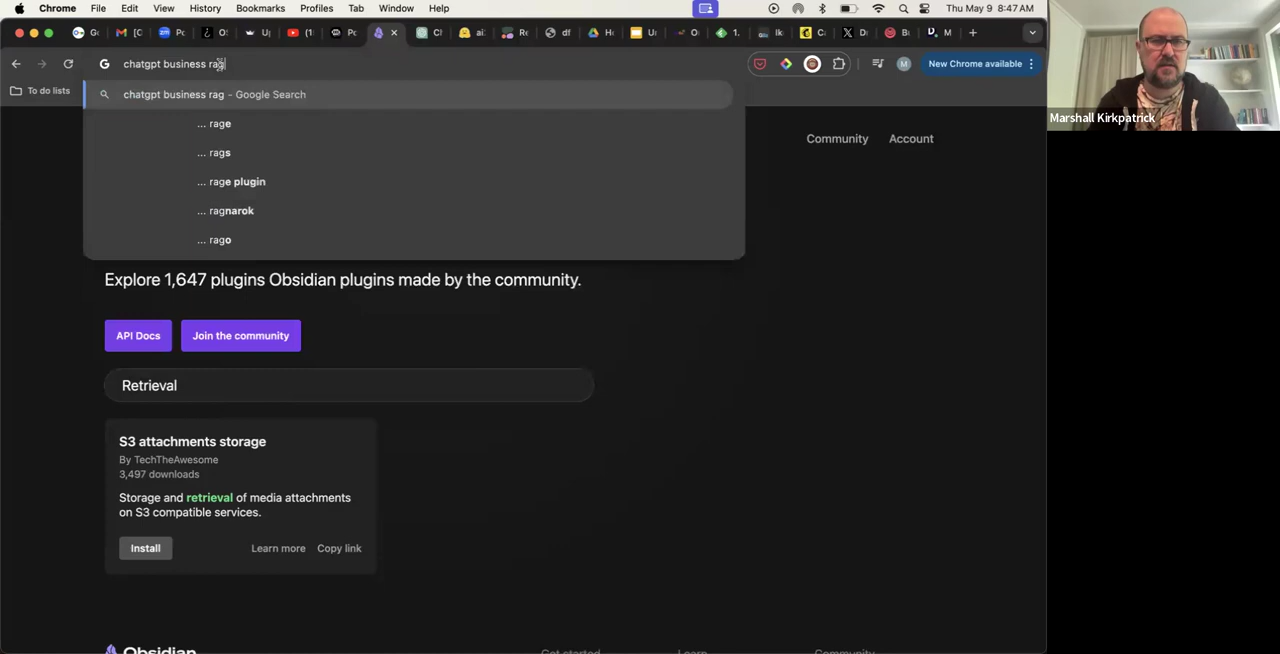 Chrome File Edit View History Bookmarks Profiles Tab Window Help Thu May 9 8:47 AM
chatgpt business rag
New Chrome available
To do lists
chatgpt business rag - Google Search
... rage
... rags
... rage plugin
... ragnarok
... rago
Community Account
Explore 1,647 plugins Obsidian plugins made by the community.
API Docs
Join the community
Retrieval
S3 attachments storage
By TechTheAwesome
3,497 downloads
Storage and retrieval of media attachments
on S3 compatible services.
Install
Learn more
Copy link
Obsidian
Get started
Learn
Community
Marshall Kirkpatrick